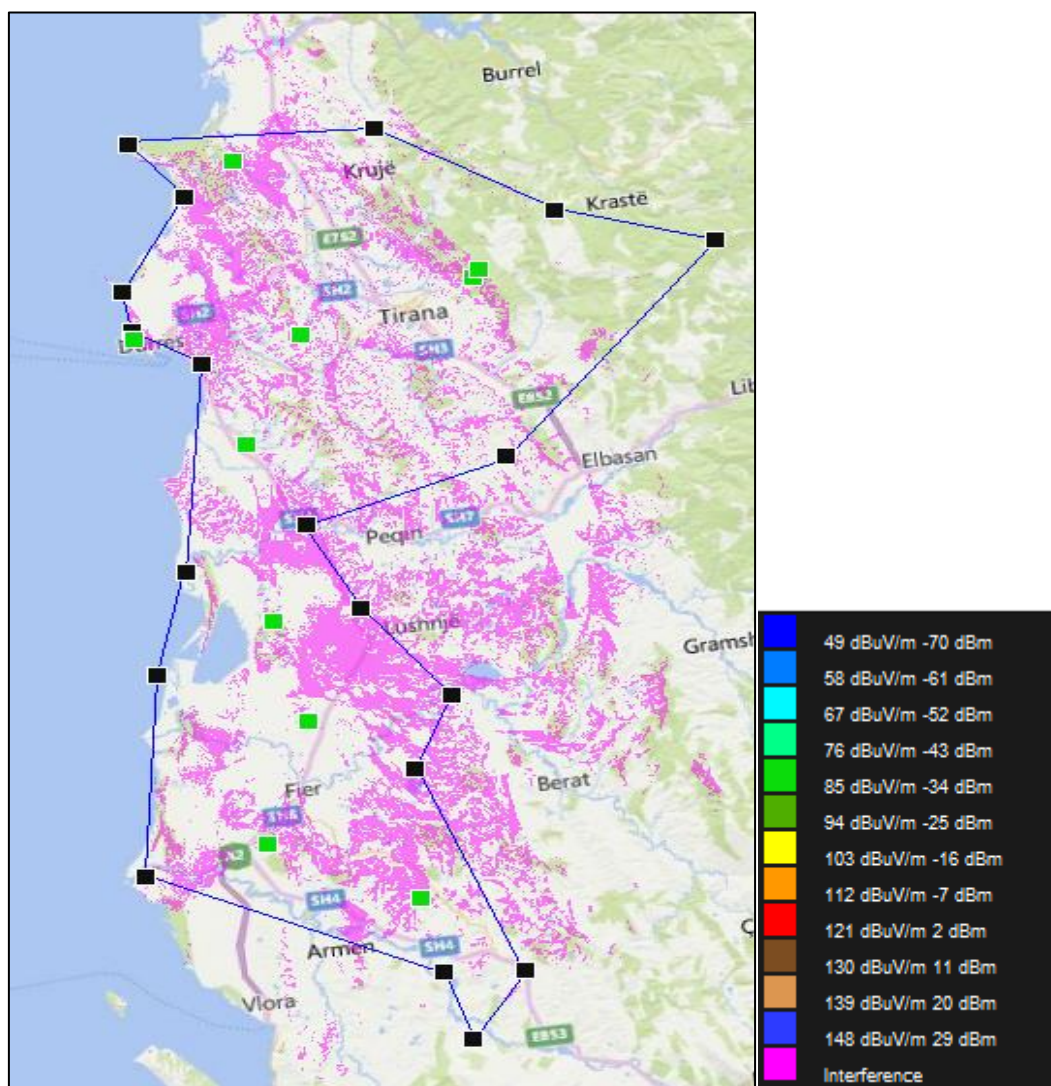 Burrel
Krujë
Krastë
E762
SH2
Tirana
SH2
Durres
SH3
E852
Lib
Elbasan
Peqin
SH7
Lushnjë
Gramsh
Fier
Berat
SH4
Armen
SH4
Vlora
E853
49 dBuV/m -70 dBm
58 dBuV/m -61 dBm
67 dBuV/m -52 dBm
76 dBuV/m -43 dBm
85 dBuV/m -34 dBm
94 dBuV/m -25 dBm
103 dBuV/m -16 dBm
112 dBuV/m -7 dBm
121 dBuV/m 2 dBm
130 dBuV/m 11 dBm
139 dBuV/m 20 dBm
148 dBuV/m 29 dBm
Interference